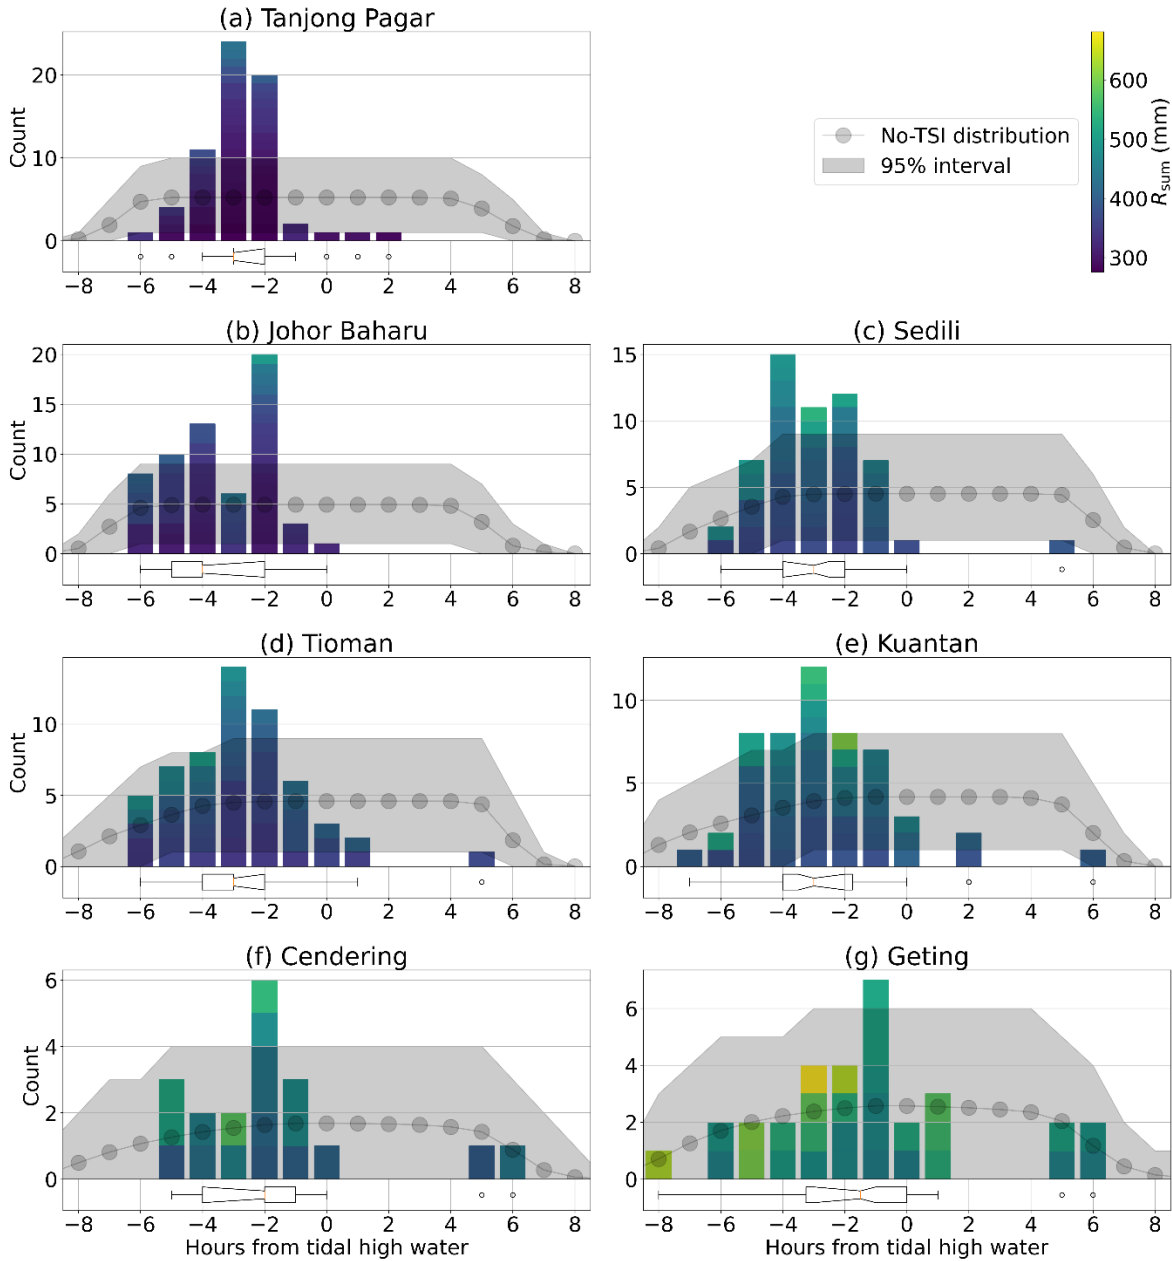 (a) Tanjong Pagar
Count
20
10
0
−8 −6 −4 −2 0 2 4 6 8
No-TSI distribution
95% interval
600
500
400
300
Rsum (mm)
(b) Johor Baharu
Count
20
15
10
5
0
−8 −6 −4 −2 0 2 4 6 8
(c) Sedili
15
10
5
0
−8 −6 −4 −2 0 2 4 6 8
(d) Tioman
Count
10
5
0
−8 −6 −4 −2 0 2 4 6 8
(e) Kuantan
10
5
0
−8 −6 −4 −2 0 2 4 6 8
(f) Cendering
Count
6
4
2
0
−8 −6 −4 −2 0 2 4 6 8
Hours from tidal high water
(g) Geting
6
4
2
0
−8 −6 −4 −2 0 2 4 6 8
Hours from tidal high water